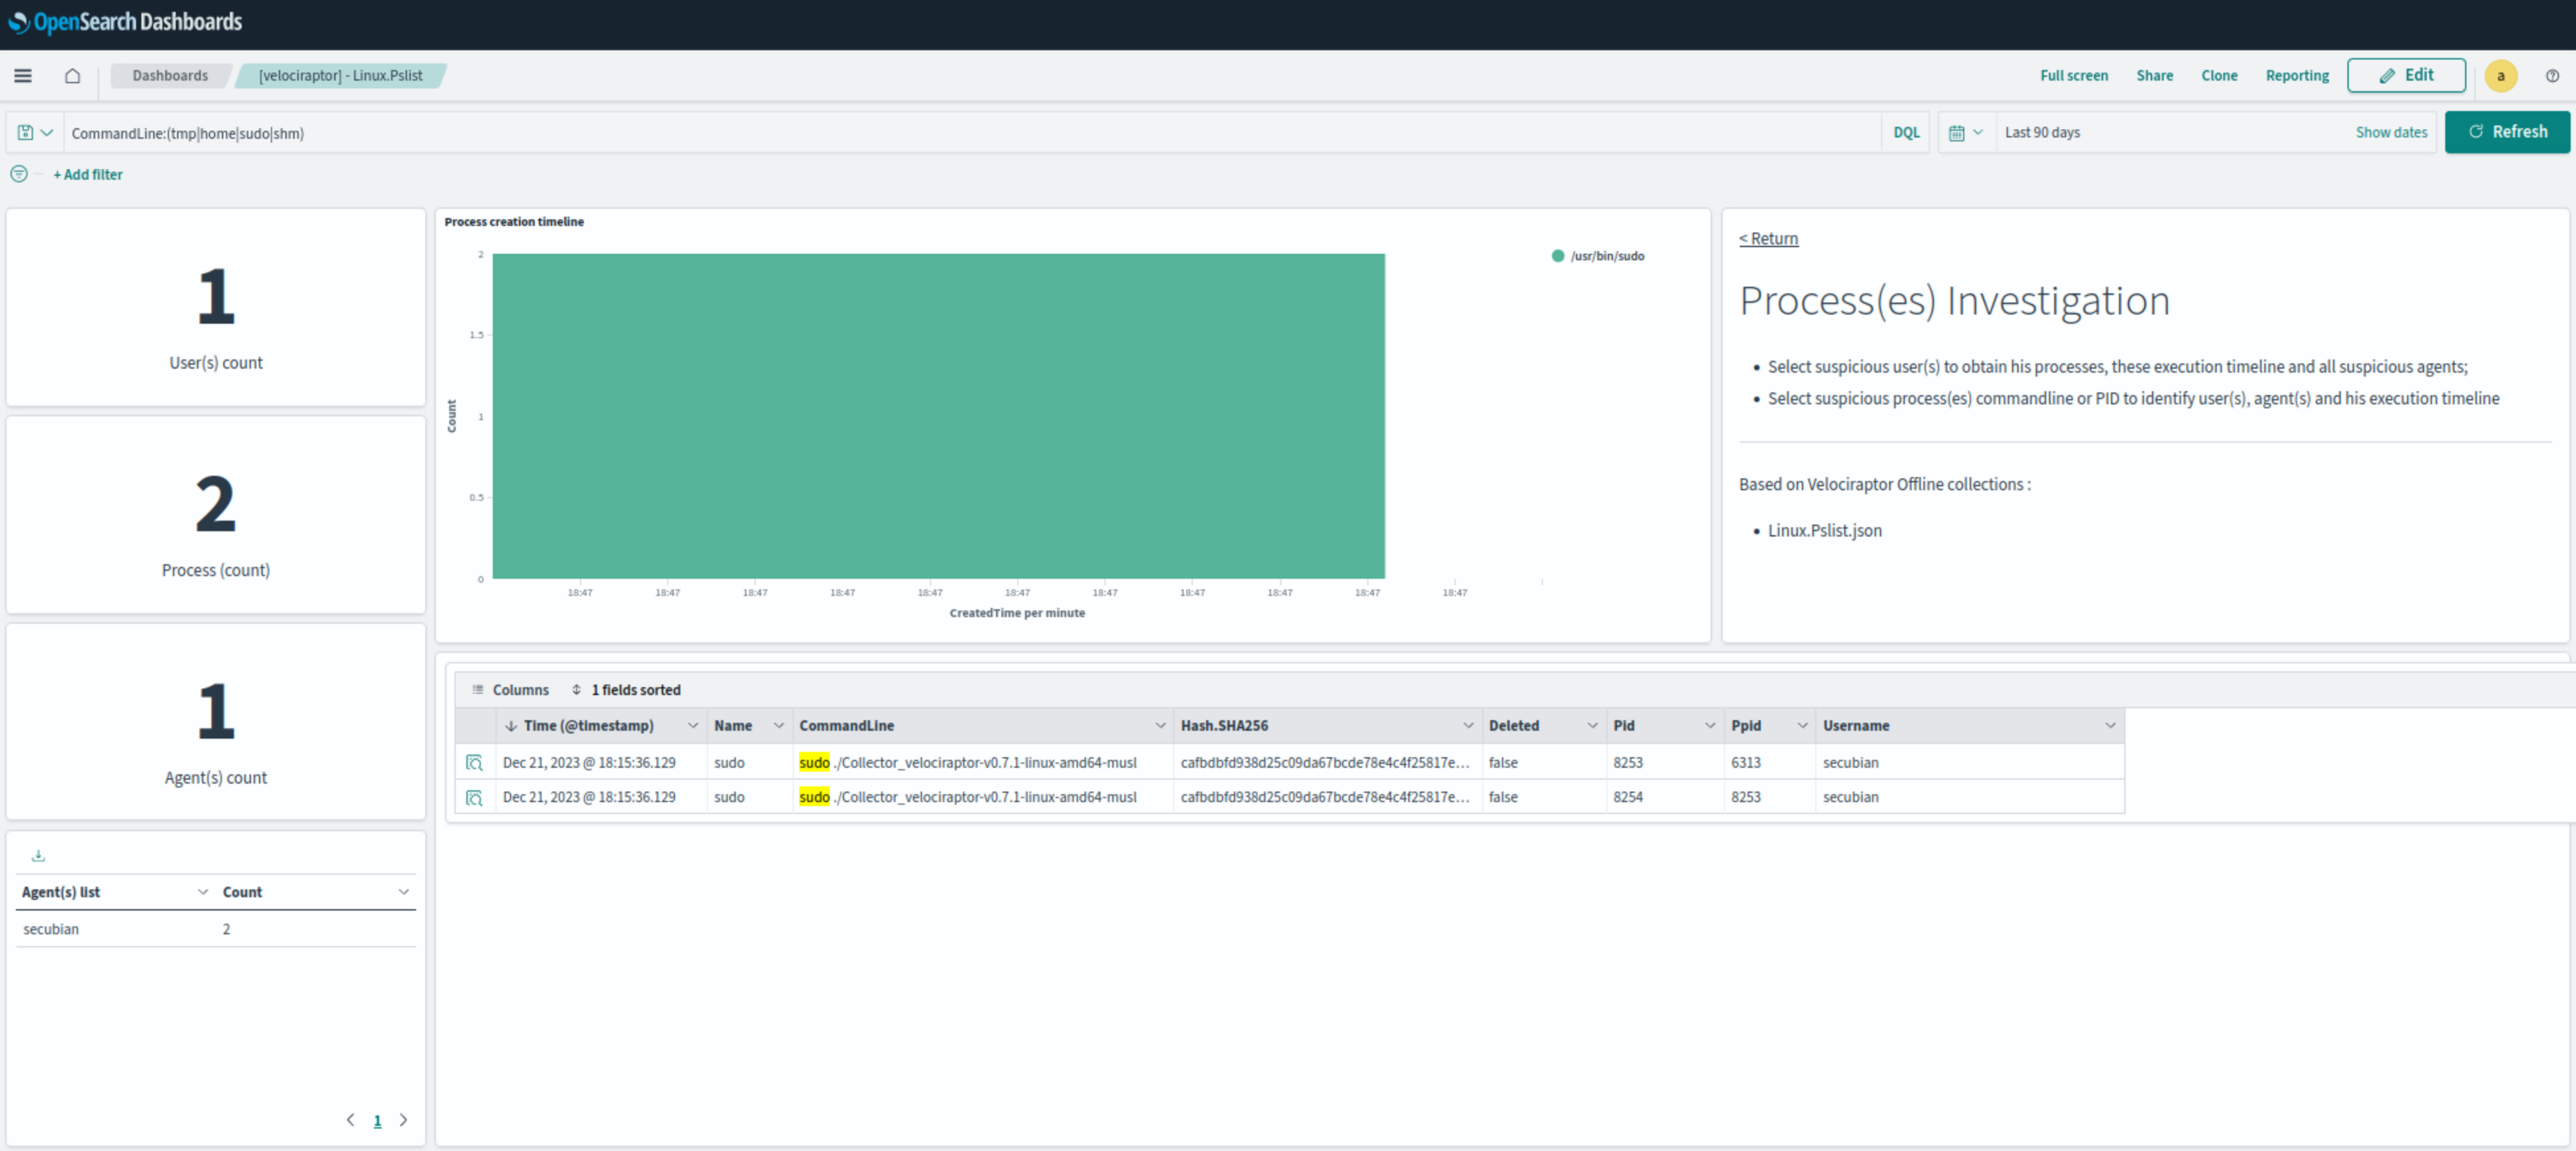 OpenSearch Dashboards
Dashboards
[velociraptor] - Linux.Pslist
Full screen
Share
Clone
Reporting
Edit
a
CommandLine:(tmp|home|sudo|shm)
DQL
Last 90 days
Show dates
Refresh
+ Add filter
1
User(s) count
2
Process (count)
1
Agent(s) count
Agent(s) list Count
secubian 2
1
Process creation timeline
2
1.5
1
0.5
0
Count
18:47 18:47 18:47 18:47 18:47 18:47 18:47 18:47 18:47 18:47 18:47
CreatedTime per minute
/usr/bin/sudo
< Return
Process(es) Investigation
• Select suspicious user(s) to obtain his processes, these execution timeline and all suspicious agents;
• Select suspicious process(es) commandline or PID to identify user(s), agent(s) and his execution timeline
Based on Velociraptor Offline collections :
• Linux.Pslist.json
Columns 1 fields sorted
Time (@timestamp) Name CommandLine Hash.SHA256 Deleted Pid Ppid Username
Dec 21, 2023 @ 18:15:36.129 sudo sudo ./Collector_velociraptor-v0.7.1-linux-amd64-musl cafbdbfd938d25c09da67bcde78e4c4f25817e... false 8253 6313 secubian
Dec 21, 2023 @ 18:15:36.129 sudo sudo ./Collector_velociraptor-v0.7.1-linux-amd64-musl cafbdbfd938d25c09da67bcde78e4c4f25817e... false 8254 8253 secubian